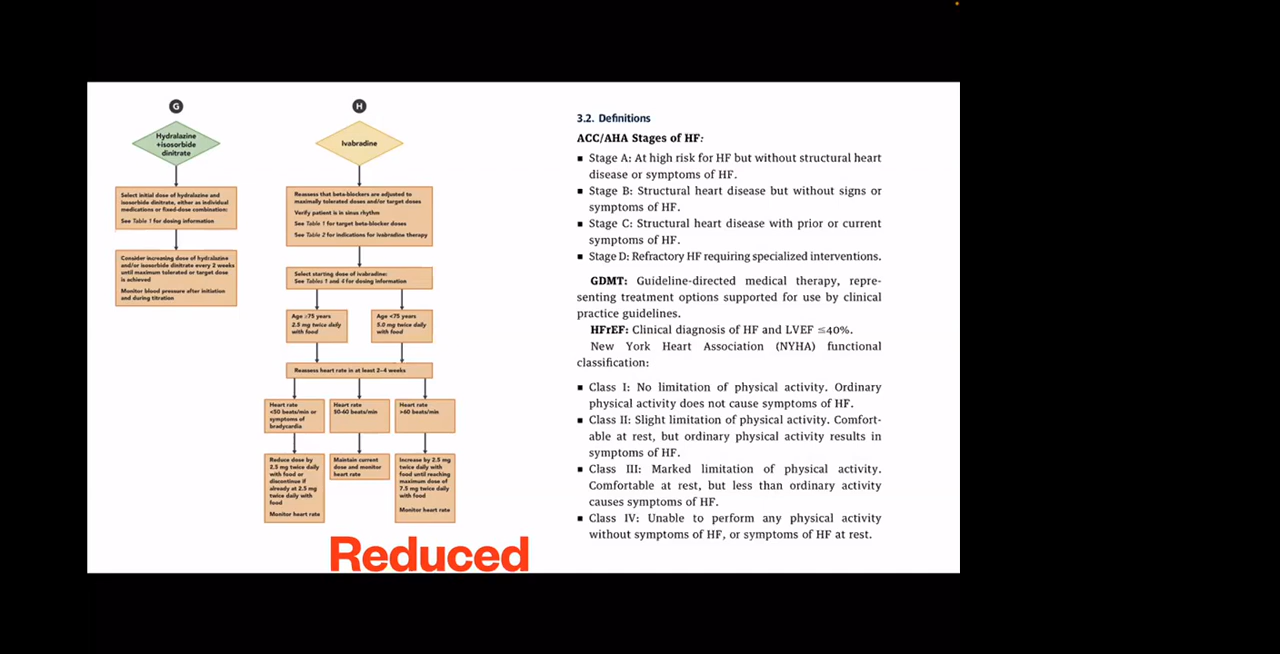 G
Hydralazine
+isosorbide
dinitrate
Select initial dose of hydralazine and
isosorbide dinitrate, either as individual
medications or fixed-dose combination:
See Table 1 for dosing information
Consider increasing dose of hydralazine
and/or isosorbide dinitrate every 2 weeks
until maximum tolerated or target dose
is achieved
Monitor blood pressure after initiation
and during titration
H
Ivabradine
Reassess that beta-blockers are adjusted to
maximally tolerated doses and/or target doses
Verify patient is in sinus rhythm
See Table 1 for target beta-blocker doses
See Table 2 for indications for ivabradine therapy
Select starting dose of ivabradine:
See Tables 1 and 4 for dosing information
Age ≥75 years
2.5 mg twice daily
with food
Age <75 years
5.0 mg twice daily
with food
Reassess heart rate in at least 2–4 weeks
Heart rate
<50 beats/min or
symptoms of
bradycardia
Heart rate
50-60 beats/min
Heart rate
>60 beats/min
Reduce dose by
2.5 mg twice daily
with food or
discontinue if
already at 2.5 mg
twice daily with
food
Monitor heart rate
Maintain current
dose and monitor
heart rate
Increase by 2.5 mg
twice daily with
food until reaching
maximum dose of
7.5 mg twice daily
with food
Monitor heart rate
Reduced
3.2. Definitions
ACC/AHA Stages of HF:
■ Stage A: At high risk for HF but without structural heart
disease or symptoms of HF.
■ Stage B: Structural heart disease but without signs or
symptoms of HF.
■ Stage C: Structural heart disease with prior or current
symptoms of HF.
■ Stage D: Refractory HF requiring specialized interventions.
GDMT: Guideline-directed medical therapy, repre-
senting treatment options supported for use by clinical
practice guidelines.
HFrEF: Clinical diagnosis of HF and LVEF ≤40%.
New York Heart Association (NYHA) functional
classification:
■ Class I: No limitation of physical activity. Ordinary
physical activity does not cause symptoms of HF.
■ Class II: Slight limitation of physical activity. Comfort-
able at rest, but ordinary physical activity results in
symptoms of HF.
■ Class III: Marked limitation of physical activity.
Comfortable at rest, but less than ordinary activity
causes symptoms of HF.
■ Class IV: Unable to perform any physical activity
without symptoms of HF, or symptoms of HF at rest.